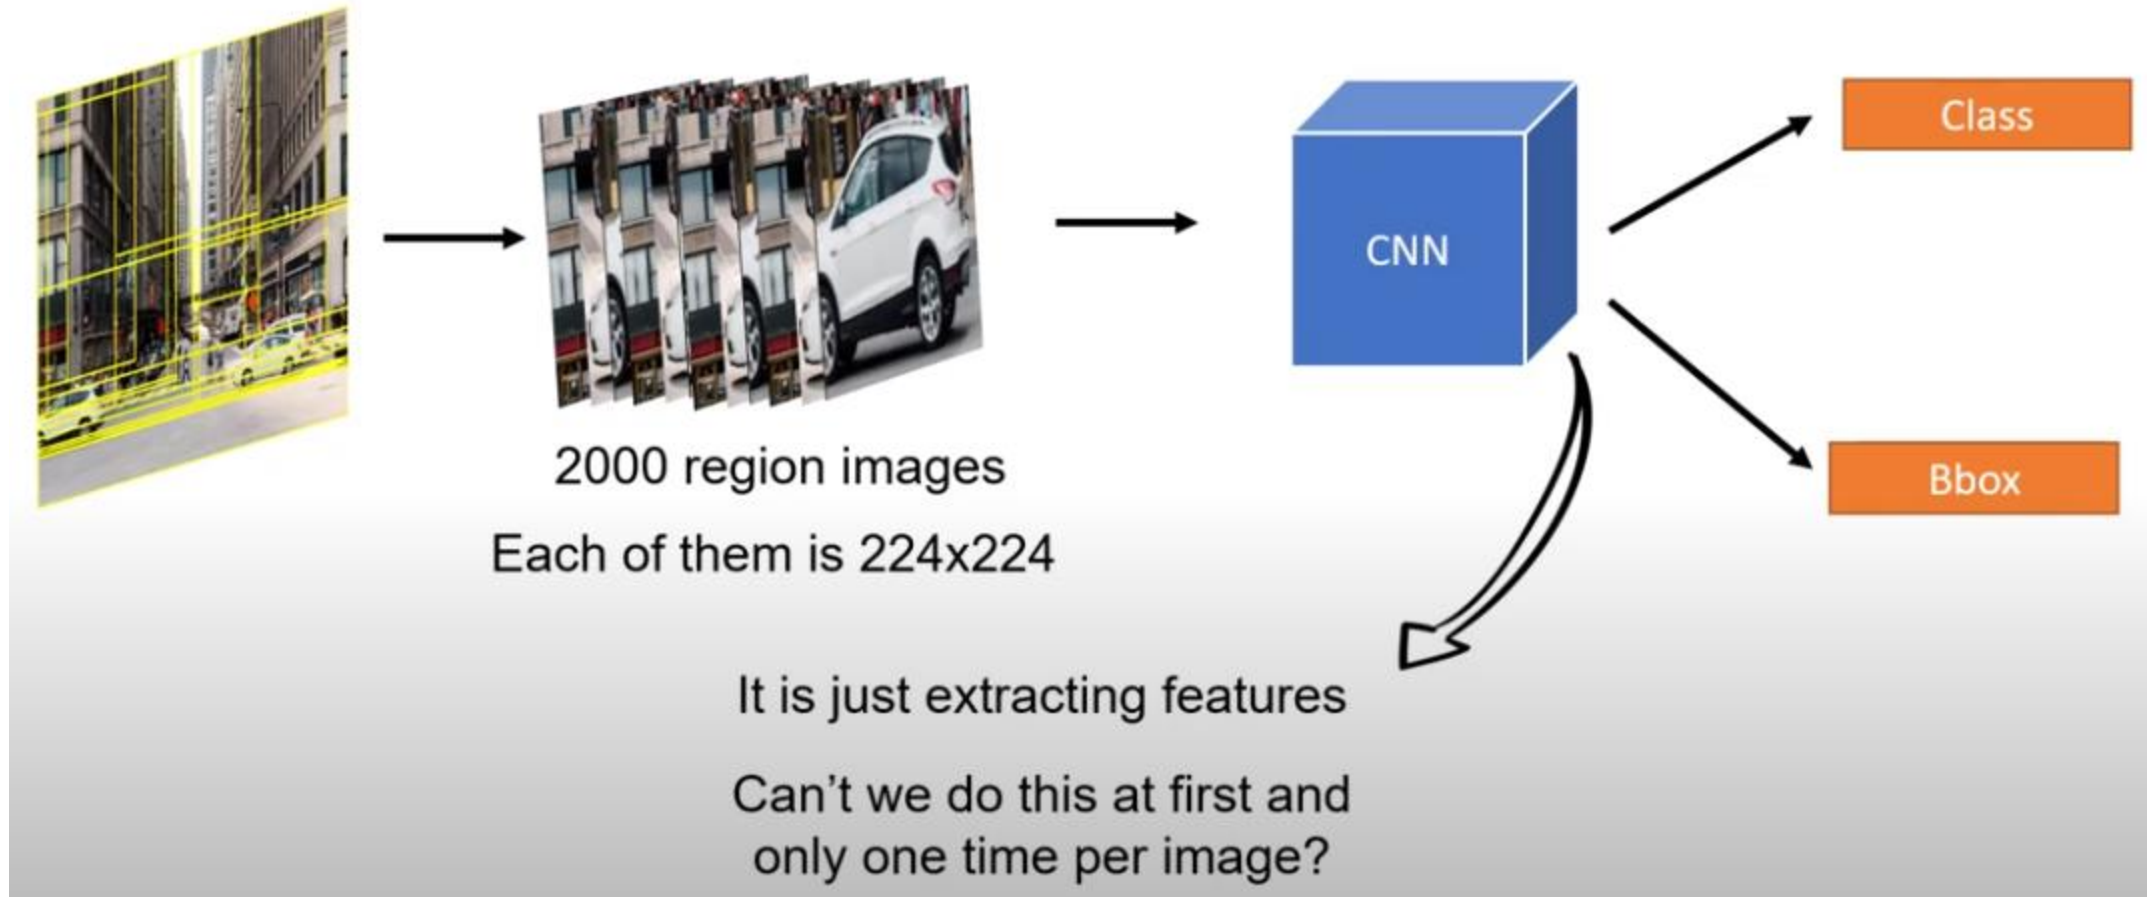 Class
CNN
Bbox
2000 region images
Each of them is 224x224
It is just extracting features
Can't we do this at first and
only one time per image?